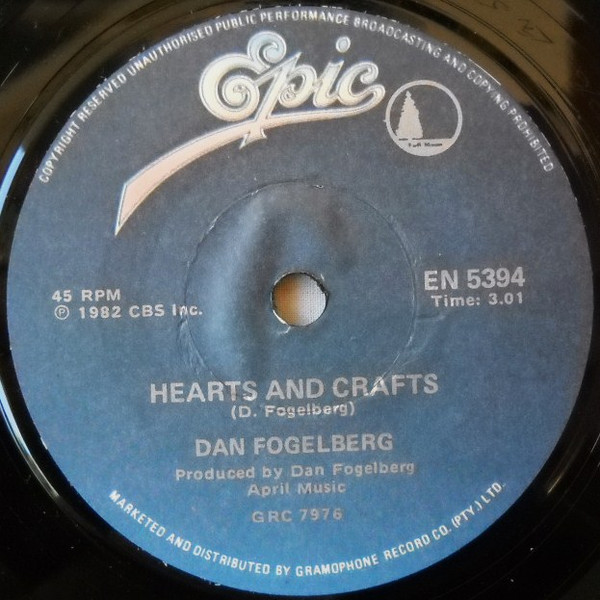 COPYRIGHT RESERVED UNAUTHORISED PUBLIC PERFORMANCE BROADCASTING AND COPYING PROHIBITED
Epic
Full Moon
EN 5394
Time: 3.01
45 RPM
Ⓟ 1982 CBS Inc.
HEARTS AND CRAFTS
(D. Fogelberg)
DAN FOGELBERG
Produced by Dan Fogelberg
April Music
GRC 7976
MARKETED AND DISTRIBUTED BY GRAMOPHONE RECORD CO. (PTY.) LTD.